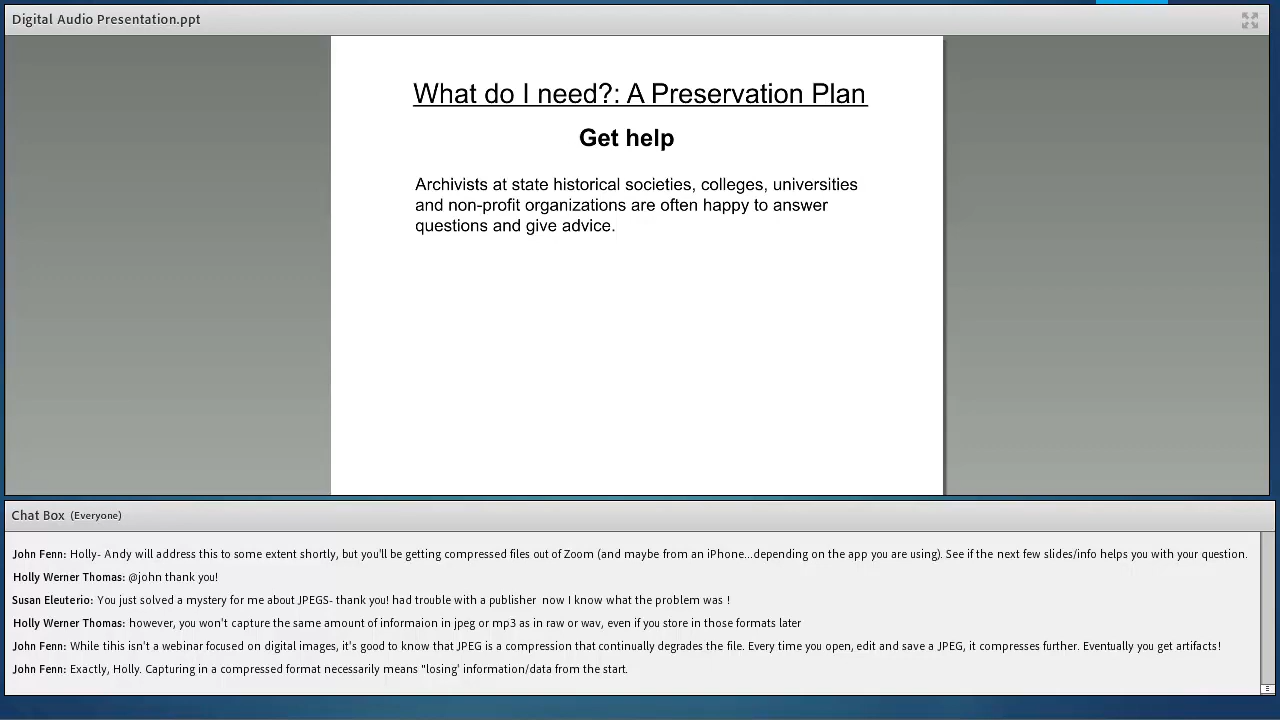 Digital Audio Presentation.ppt
What do I need?: A Preservation Plan
Get help
Archivists at state historical societies, colleges, universities
and non-profit organizations are often happy to answer
questions and give advice.
Chat Box (Everyone)
John Fenn: Holly- Andy will address this to some extent shortly, but you'll be getting compressed files out of Zoom (and maybe from an iPhone...depending on the app you are using). See if the next few slides/info helps you with your question.
Holly Werner Thomas: @john thank you!
Susan Eleuterio: You just solved a mystery for me about JPEGS- thank you! had trouble with a publisher now I know what the problem was !
Holly Werner Thomas: however, you won't capture the same amount of informaion in jpeg or mp3 as in raw or wav, even if you store in those formats later
John Fenn: While tihis isn't a webinar focused on digital images, it's good to know that JPEG is a compression that continually degrades the file. Every time you open, edit and save a JPEG, it compresses further. Eventually you get artifacts!
John Fenn: Exactly, Holly. Capturing in a compressed format necessarily means "losing' information/data from the start.